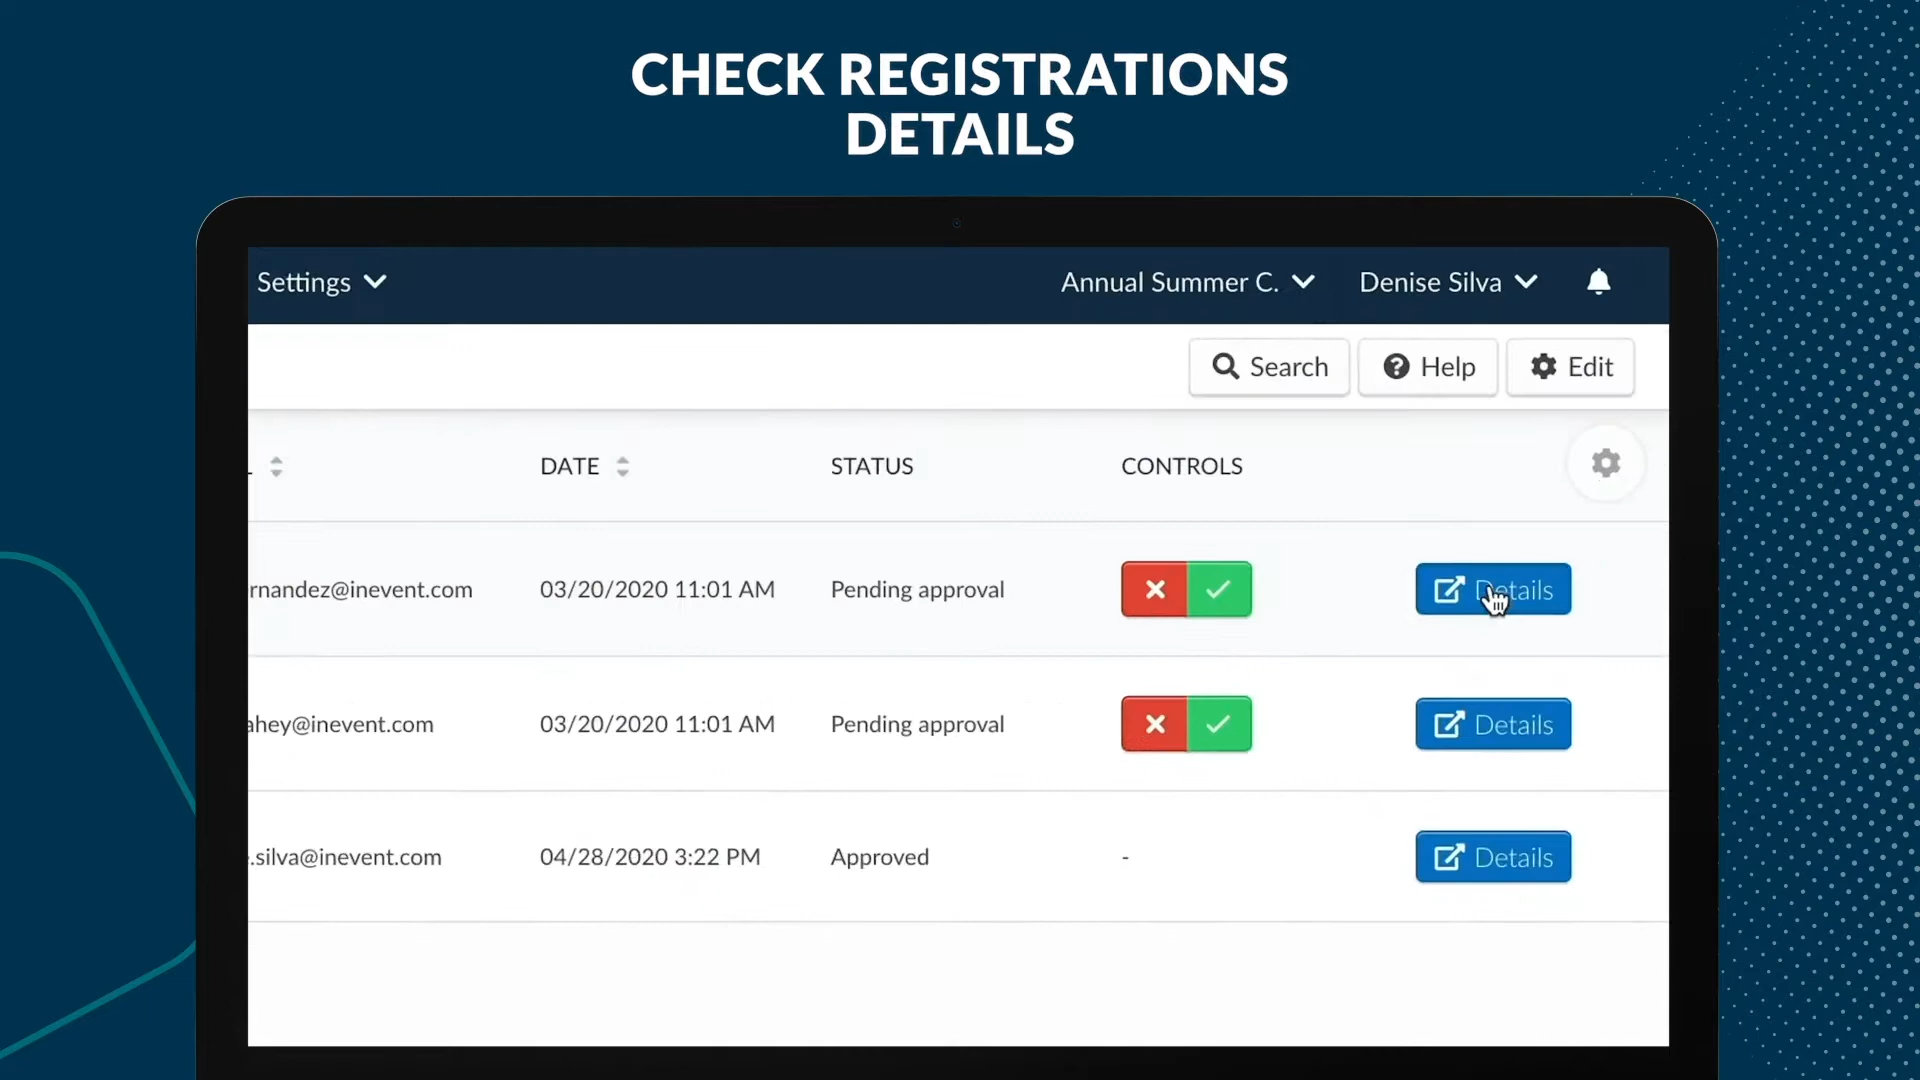 CHECK REGISTRATIONS
DETAILS
Settings Annual Summer C. Denise Silva
Search Help Edit
DATE STATUS CONTROLS
rnandez@inevent.com 03/20/2020 11:01 AM Pending approval Details
ahey@inevent.com 03/20/2020 11:01 AM Pending approval Details
.silva@inevent.com 04/28/2020 3:22 PM Approved - Details